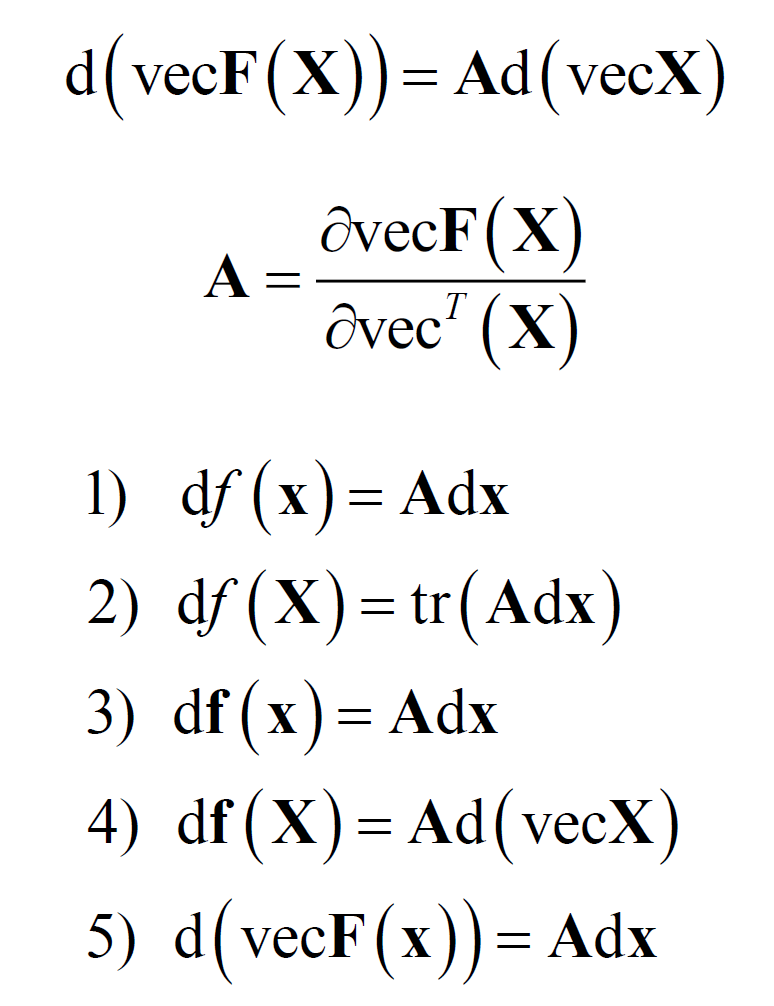 d(vecF(X)) = Ad(vecX)
A = ∂vecF(X) / ∂vecᵀ(X)
1) df(x) = Adx
2) df(X) = tr(Adx)
3) df(x) = Adx
4) df(X) = Ad(vecX)
5) d(vecF(x)) = Adx